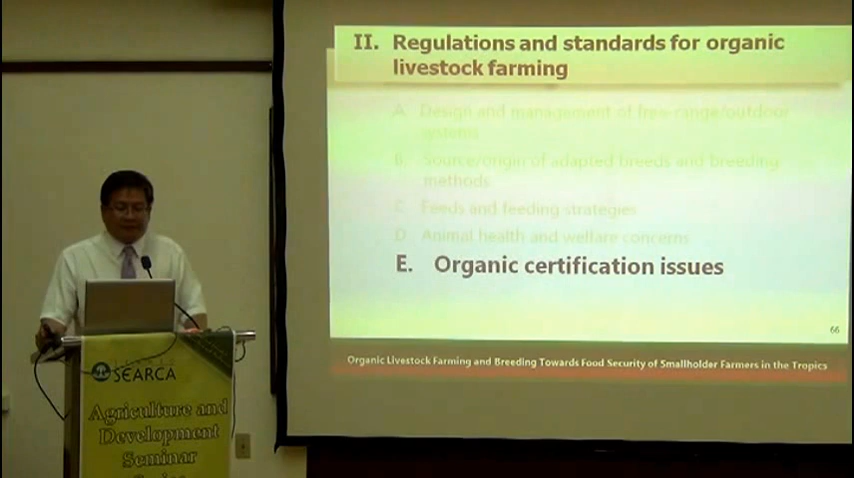 II. Regulations and standards for organic
livestock farming
A. Design and management of free-range/outdoor
systems
B. Source/origin of adapted breeds and breeding
methods
C. Feeds and feeding strategies
D. Animal health and welfare concerns
E. Organic certification issues
66
Organic Livestock Farming and Breeding Towards Food Security of Smallholder Farmers in the Tropics
SEARCA
Agriculture and
Development
Seminar
Series